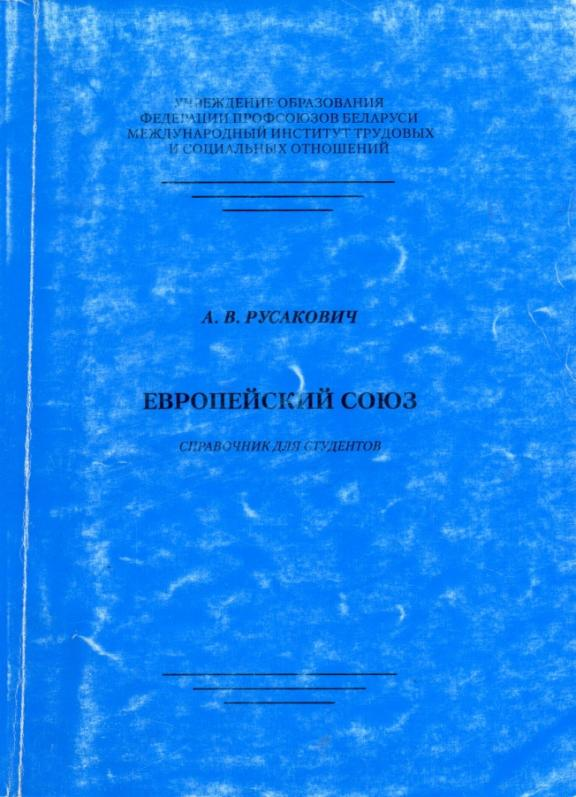 УЧРЕЖДЕНИЕ ОБРАЗОВАНИЯ
ФЕДЕРАЦИИ ПРОФСОЮЗОВ БЕЛАРУСИ
МЕЖДУНАРОДНЫЙ ИНСТИТУТ ТРУДОВЫХ
И СОЦИАЛЬНЫХ ОТНОШЕНИЙ
А. В. РУСАКОВИЧ
ЕВРОПЕЙСКИЙ СОЮЗ
СПРАВОЧНИК ДЛЯ СТУДЕНТОВ